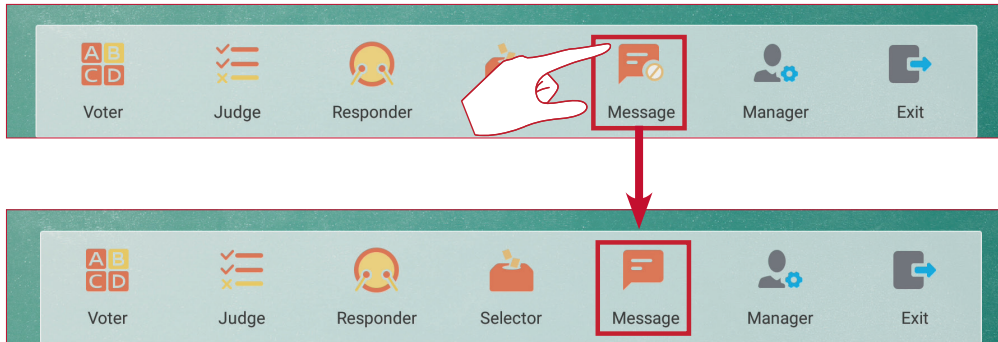 A B
C D
Voter Judge Responder Message Manager Exit
A B
C D
Voter Judge Responder Selector Message Manager Exit